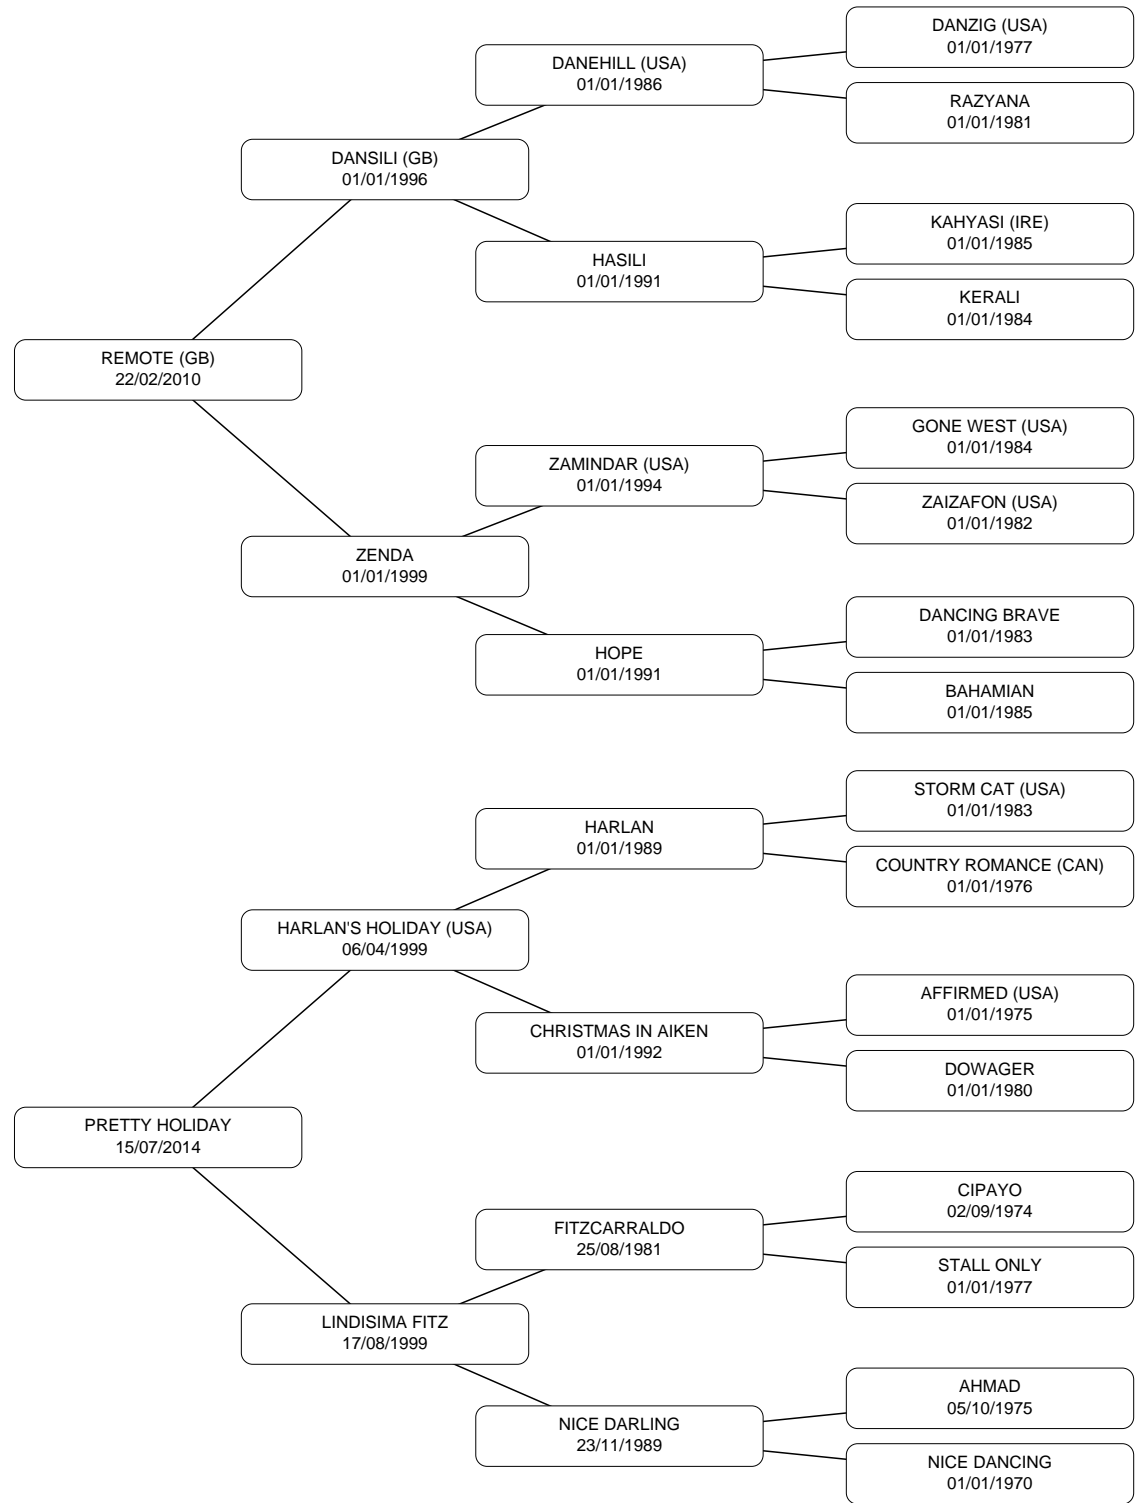 DANZIG (USA)
01/01/1977
DANEHILL (USA)
01/01/1986
RAZYANA
01/01/1981
DANSILI (GB)
01/01/1996
KAHYASI (IRE)
01/01/1985
HASILI
01/01/1991
KERALI
01/01/1984
REMOTE (GB)
22/02/2010
GONE WEST (USA)
01/01/1984
ZAMINDAR (USA)
01/01/1994
ZAIZAFON (USA)
01/01/1982
ZENDA
01/01/1999
DANCING BRAVE
01/01/1983
HOPE
01/01/1991
BAHAMIAN
01/01/1985
STORM CAT (USA)
01/01/1983
HARLAN
01/01/1989
COUNTRY ROMANCE (CAN)
01/01/1976
HARLAN'S HOLIDAY (USA)
06/04/1999
AFFIRMED (USA)
01/01/1975
CHRISTMAS IN AIKEN
01/01/1992
DOWAGER
01/01/1980
PRETTY HOLIDAY
15/07/2014
CIPAYO
02/09/1974
FITZCARRALDO
25/08/1981
STALL ONLY
01/01/1977
LINDISIMA FITZ
17/08/1999
AHMAD
05/10/1975
NICE DARLING
23/11/1989
NICE DANCING
01/01/1970